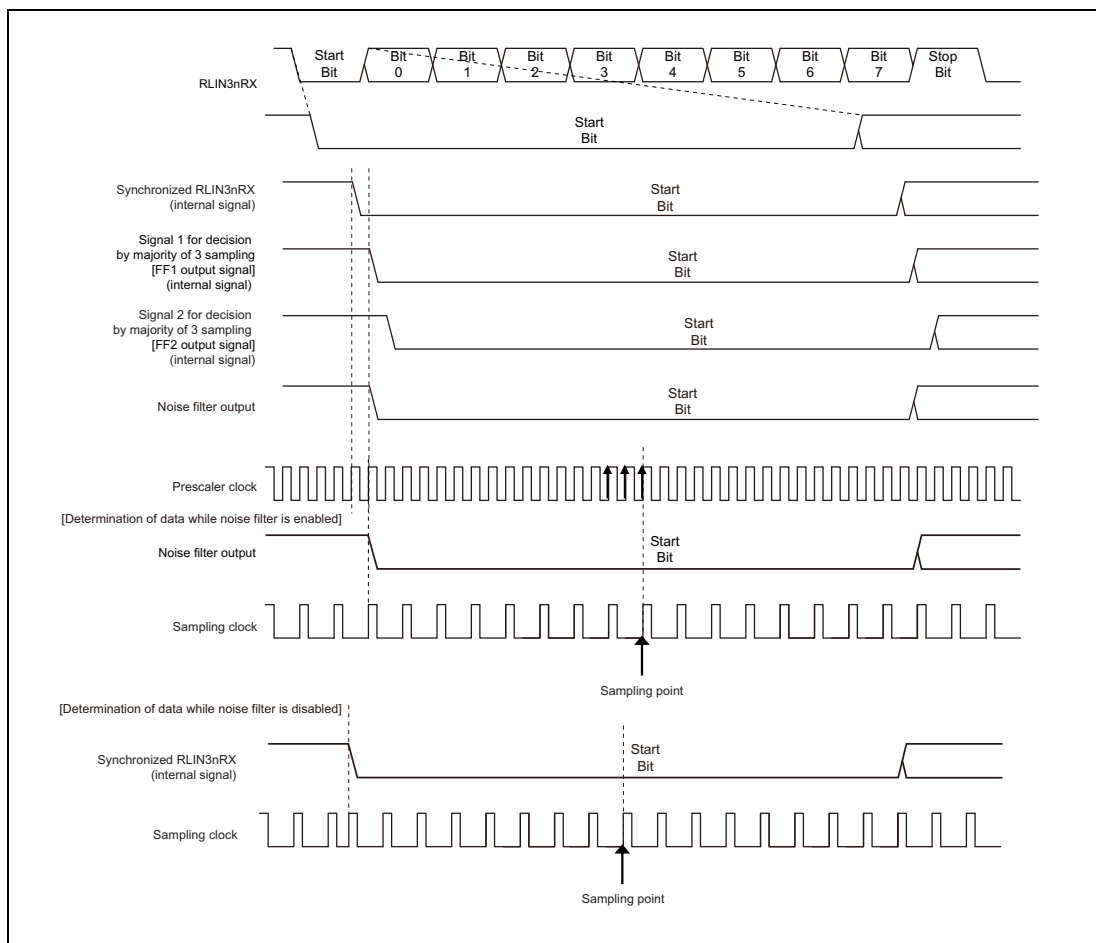 Start
Bit
Bit
0
Bit
1
Bit
2
Bit
3
Bit
4
Bit
5
Bit
6
Bit
7
Stop
Bit
RLIN3nRX
Start
Bit
Synchronized RLIN3nRX
(internal signal)
Start
Bit
Signal 1 for decision
by majority of 3 sampling
[FF1 output signal]
(internal signal)
Start
Bit
Signal 2 for decision
by majority of 3 sampling
[FF2 output signal]
(internal signal)
Start
Bit
Noise filter output
Start
Bit
Prescaler clock
[Determination of data while noise filter is enabled]
Noise filter output
Start
Bit
Sampling clock
Sampling point
[Determination of data while noise filter is disabled]
Synchronized RLIN3nRX
(internal signal)
Start
Bit
Sampling clock
Sampling point